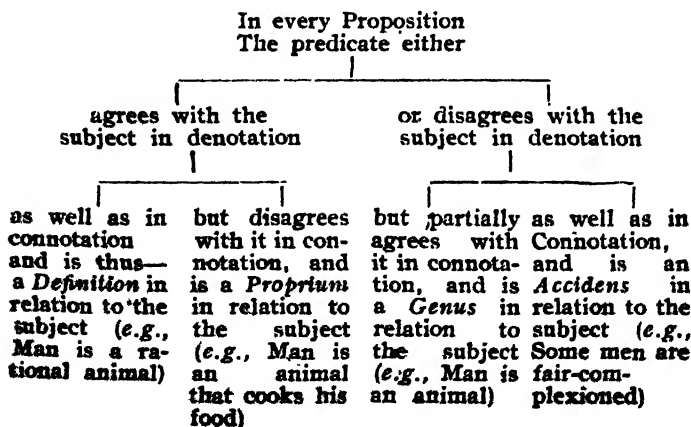 In every Proposition
The predicate either
agrees with the
subject in denotation
or disagrees with the
subject in denotation
as well as in
connotation
and is thus—
a Definition in
relation to the
subject (e.g.,
Man is a ra-
tional animal)
but disagrees
with it in con-
notation, and
is a Proprium
in relation to
the subject
(e.g., Man is
an animal
that cooks his
food)
but partially
agrees with
it in connota-
tion, and is
a Genus in
relation to
the subject
(e.g., Man is
an animal)
as well as in
Connotation,
and is an
Accidens in
relation to the
subject (e.g.,
Some men are
fair-com-
plexioned)